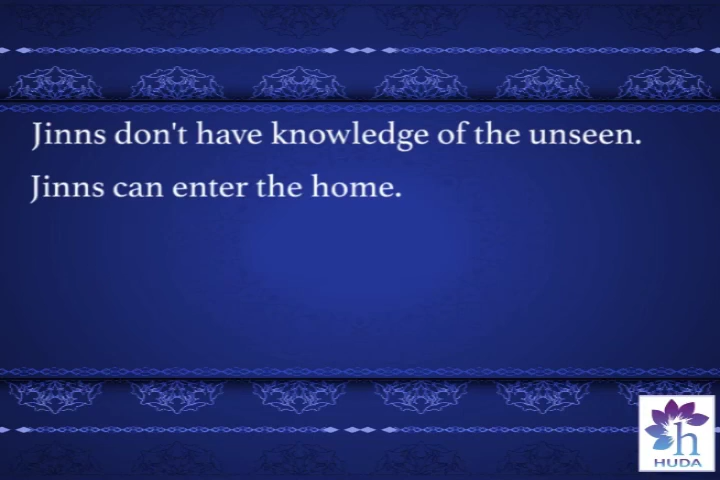 Jinns don't have knowledge of the unseen.
Jinns can enter the home.
h
HUDA